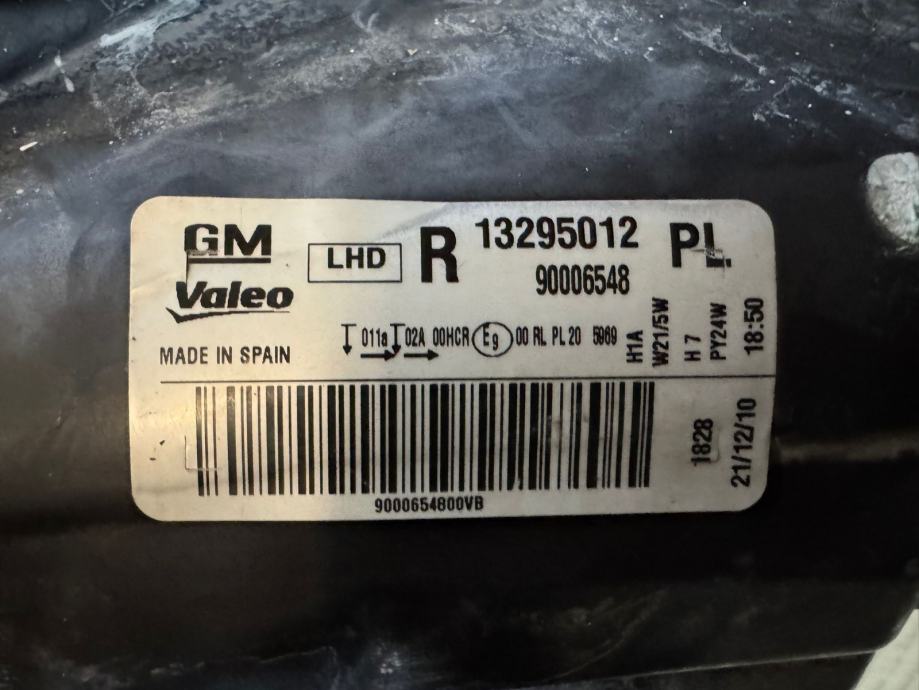 GM
Valeo
MADE IN SPAIN
LHD
R
13295012
90006548
PL
011a 02A 00HCR E9 00 RL PL 20 5969
H1A
W21/5W
H7
PY24W
18:50
9000654800VB
1828
21/12/10